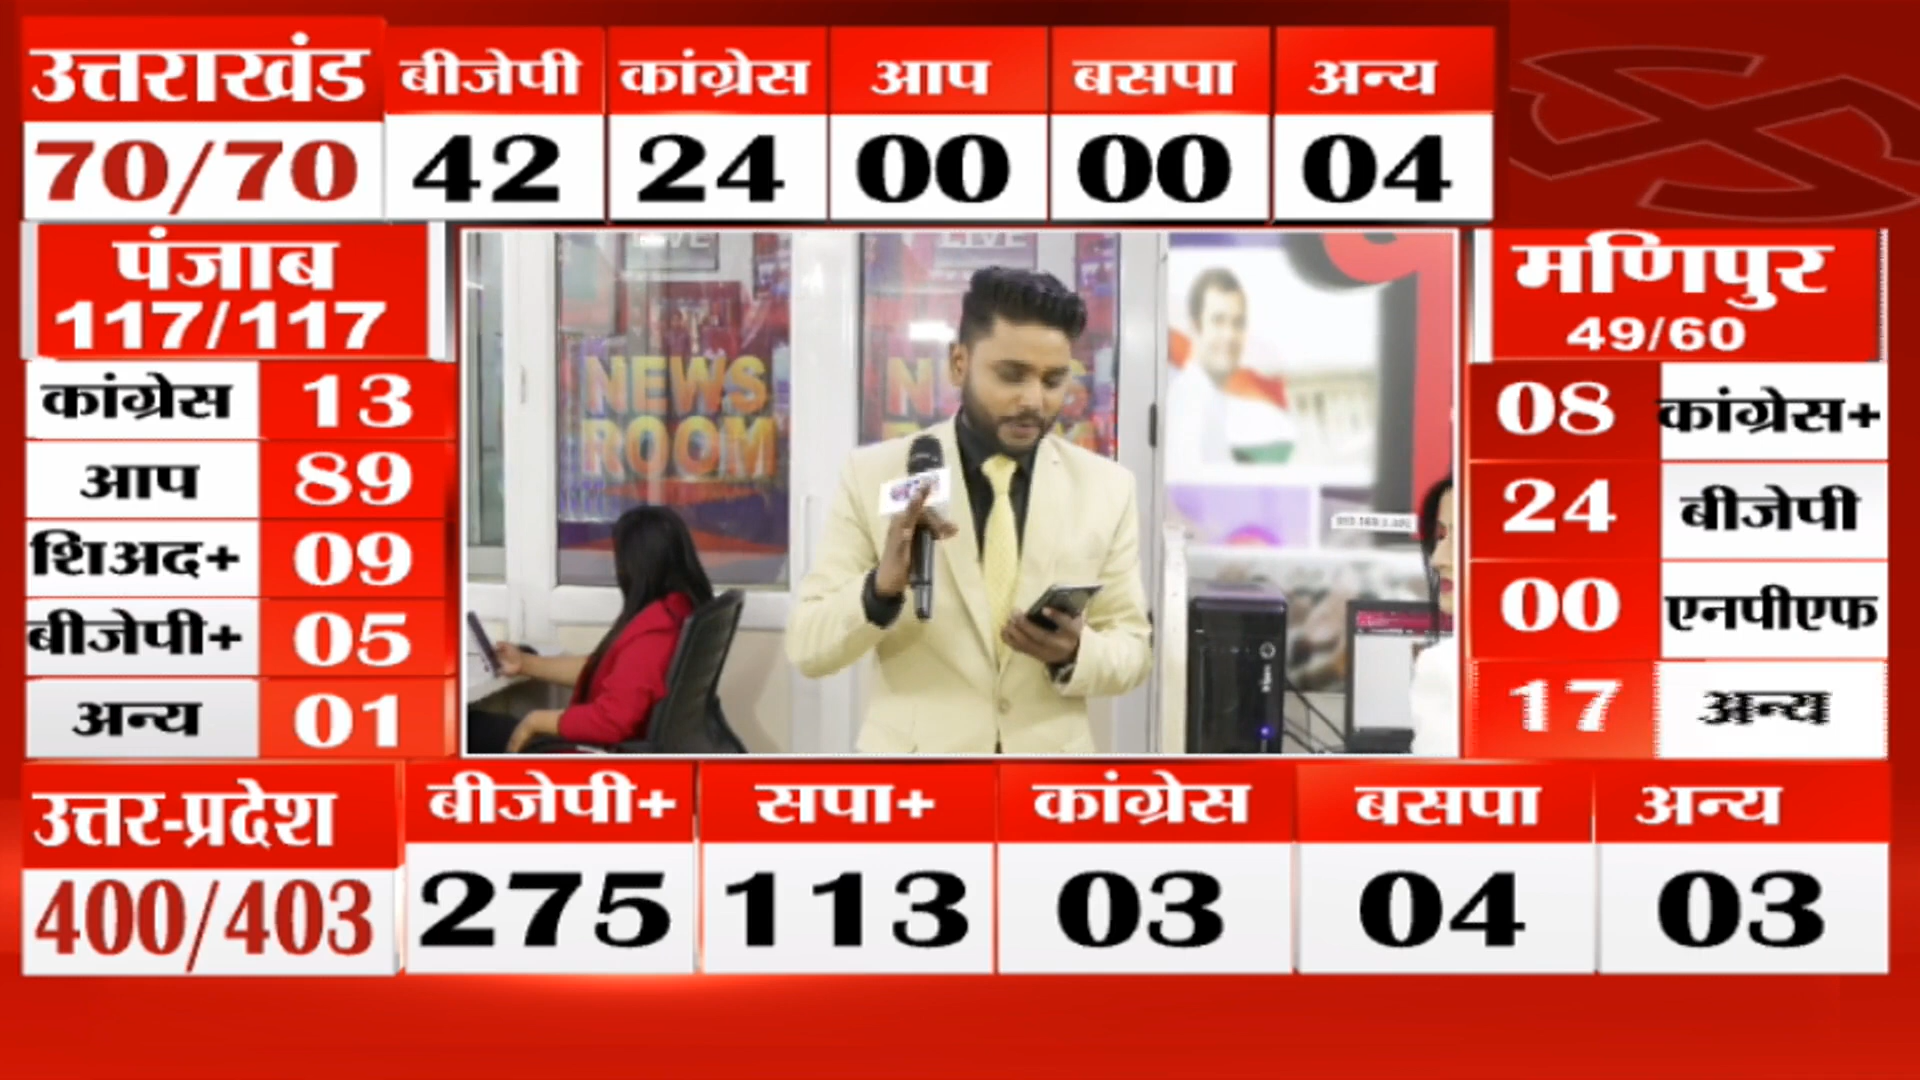 उत्तराखंड बीजेपी कांग्रेस आप बसपा अन्य
70/70 42 24 00 00 04
पंजाब
117/117
कांग्रेस 13
आप 89
शिअद+ 09
बीजेपी+ 05
अन्य 01
LIVE
LIVE
NEWS
ROOM
मणिपुर
49/60
08 कांग्रेस+
24 बीजेपी
00 एनपीएफ
17 अन्य
उत्तर-प्रदेश बीजेपी+ सपा+ कांग्रेस बसपा अन्य
400/403 275 113 03 04 03